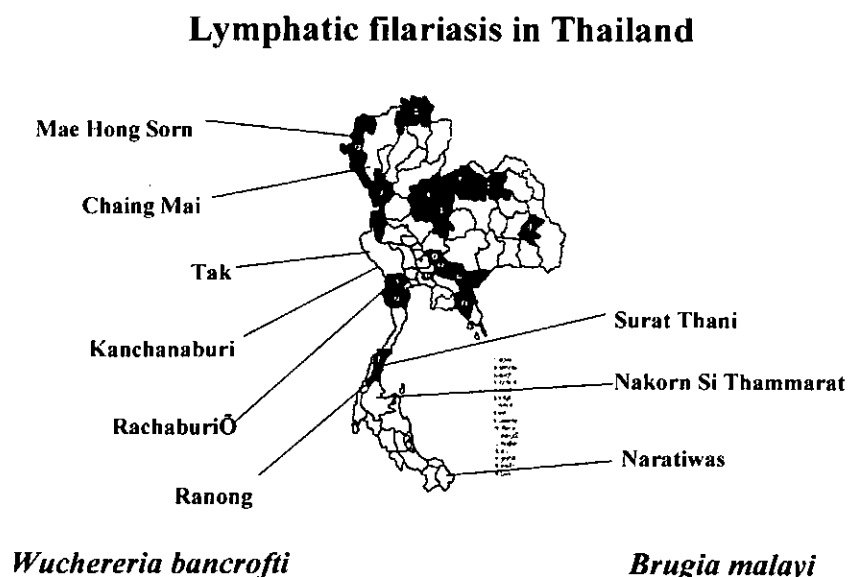 Lymphatic filariasis in Thailand
Mae Hong Sorn
Chaing Mai
Tak
Kanchanaburi
RachaburiÕ
Ranong
Surat Thani
Nakorn Si Thammarat
Naratiwas
Wuchereria bancrofti
Brugia malayi